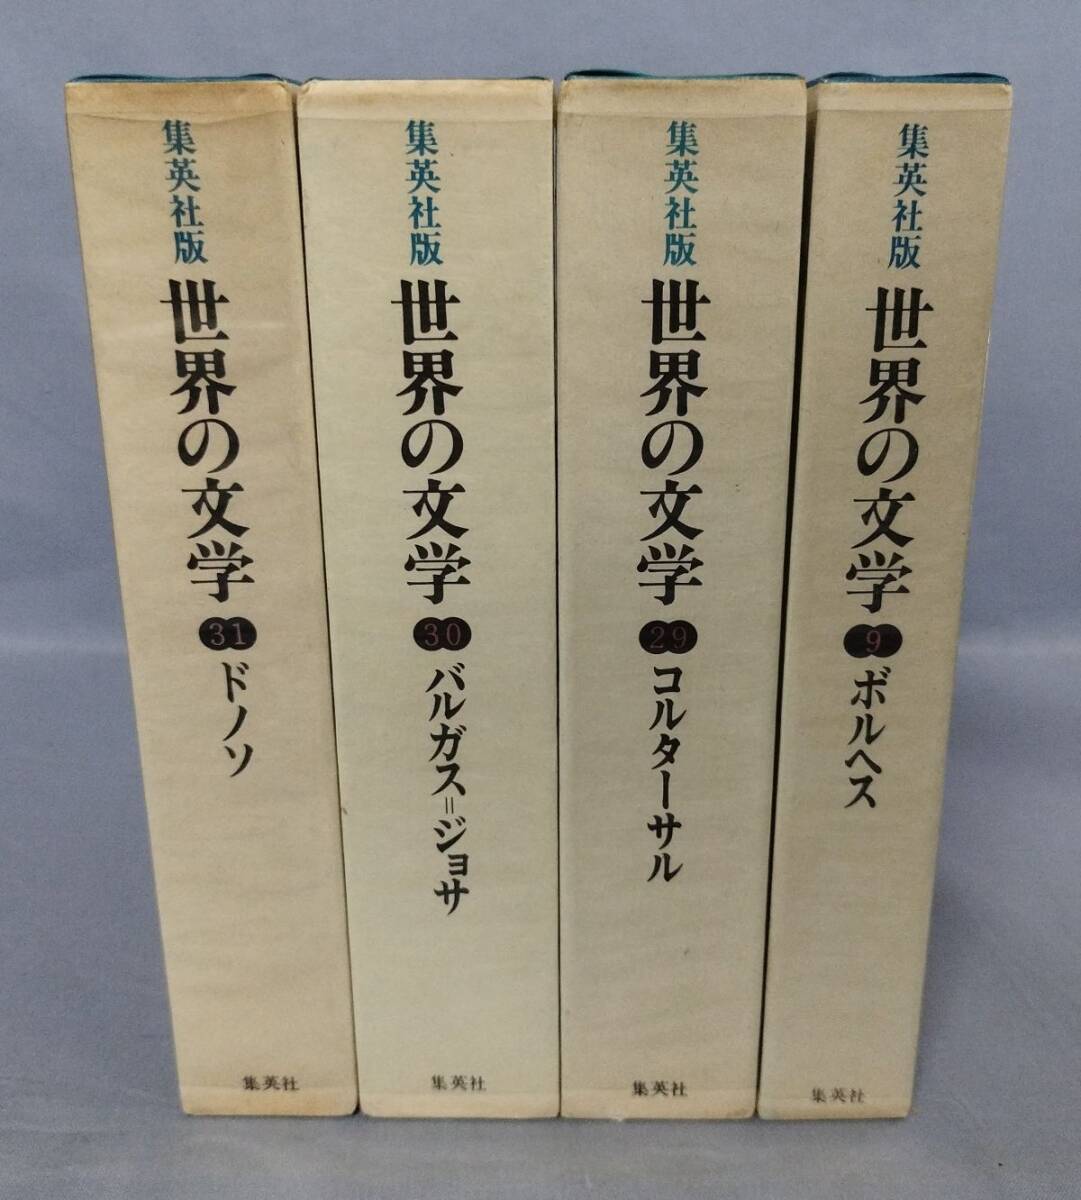 集英社版
世界の文学
31
ドノソ
集英社
集英社版
世界の文学
30
バルガス=ジョサ
集英社
集英社版
世界の文学
29
コルターサル
集英社
集英社版
世界の文学
9
ボルヘス
集英社